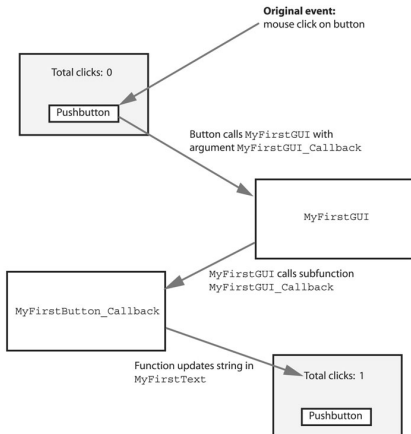 Original event:
mouse click on button
Total clicks: 0
Pushbutton
Button calls MyFirstGUI with
argument MyFirstGUI_Callback
MyFirstGUI
MyFirstGUI calls subfunction
MyFirstGUI_Callback
MyFirstButton_Callback
Function updates string in
MyFirstText
Total clicks: 1
Pushbutton